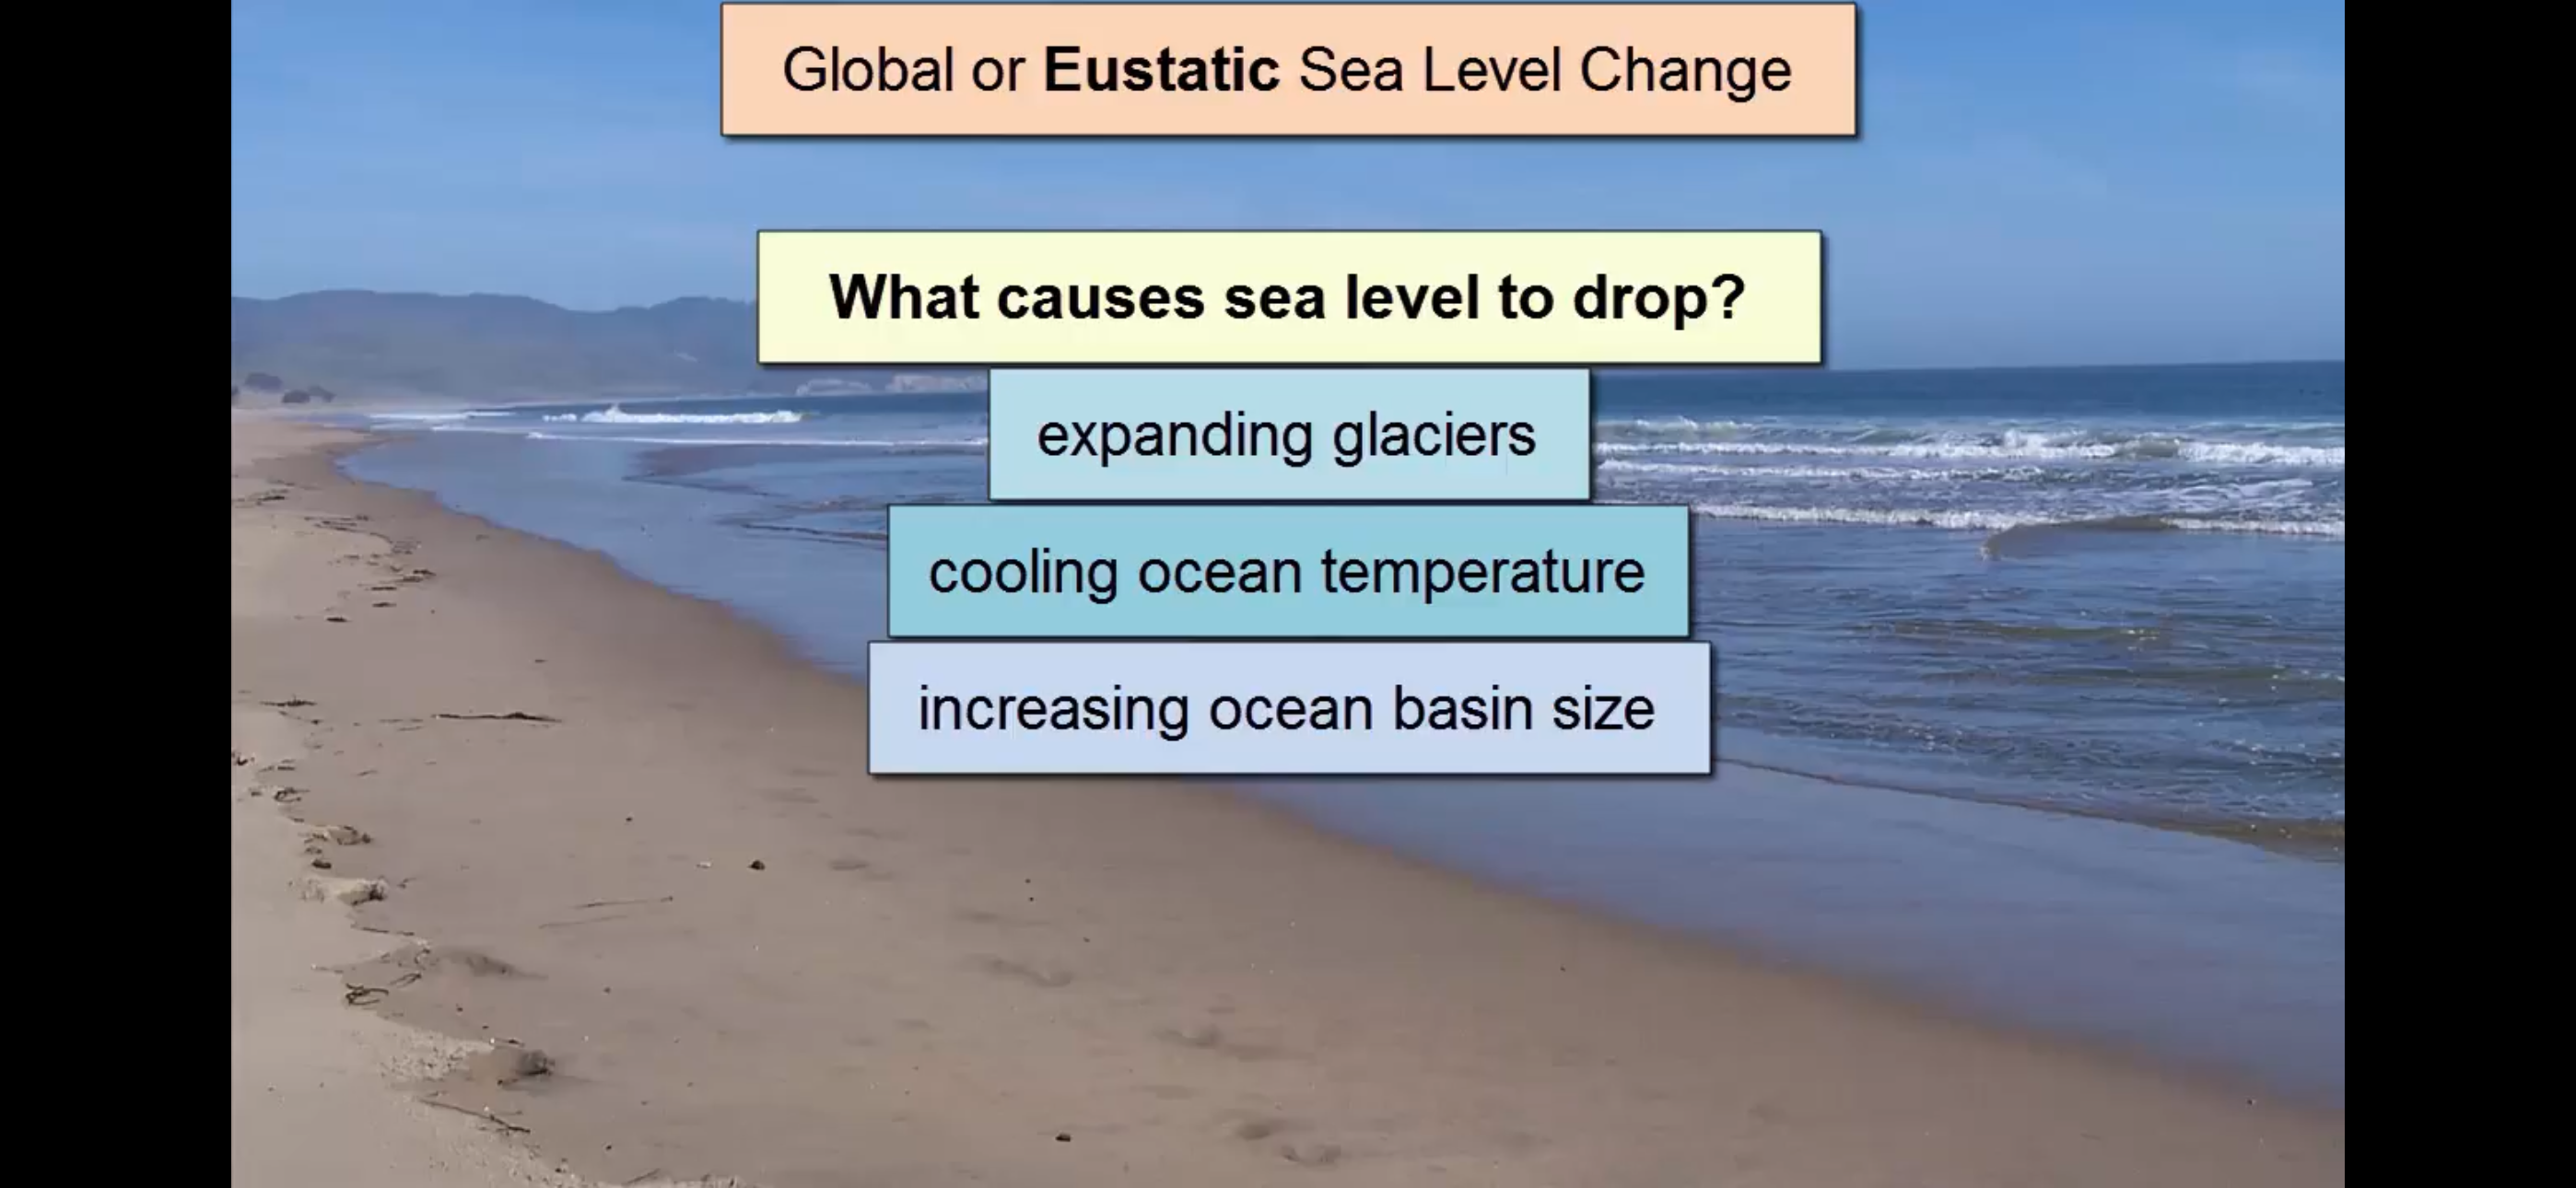 Global or Eustatic Sea Level Change
What causes sea level to drop?
expanding glaciers
cooling ocean temperature
increasing ocean basin size